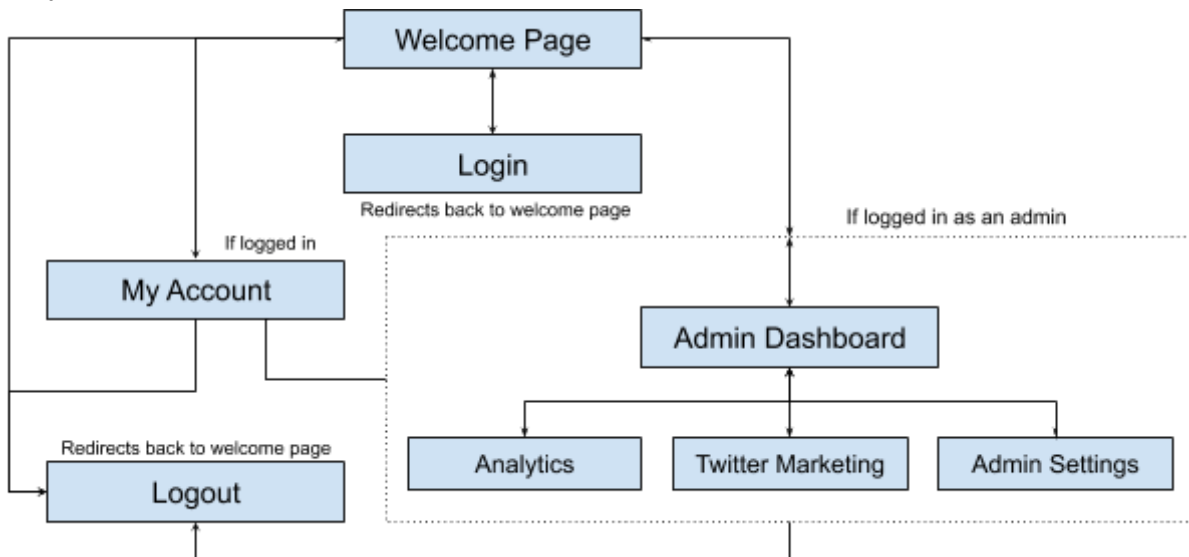 Welcome Page
Login
Redirects back to welcome page
If logged in as an admin
If logged in
My Account
Admin Dashboard
Redirects back to welcome page
Analytics
Twitter Marketing
Admin Settings
Logout